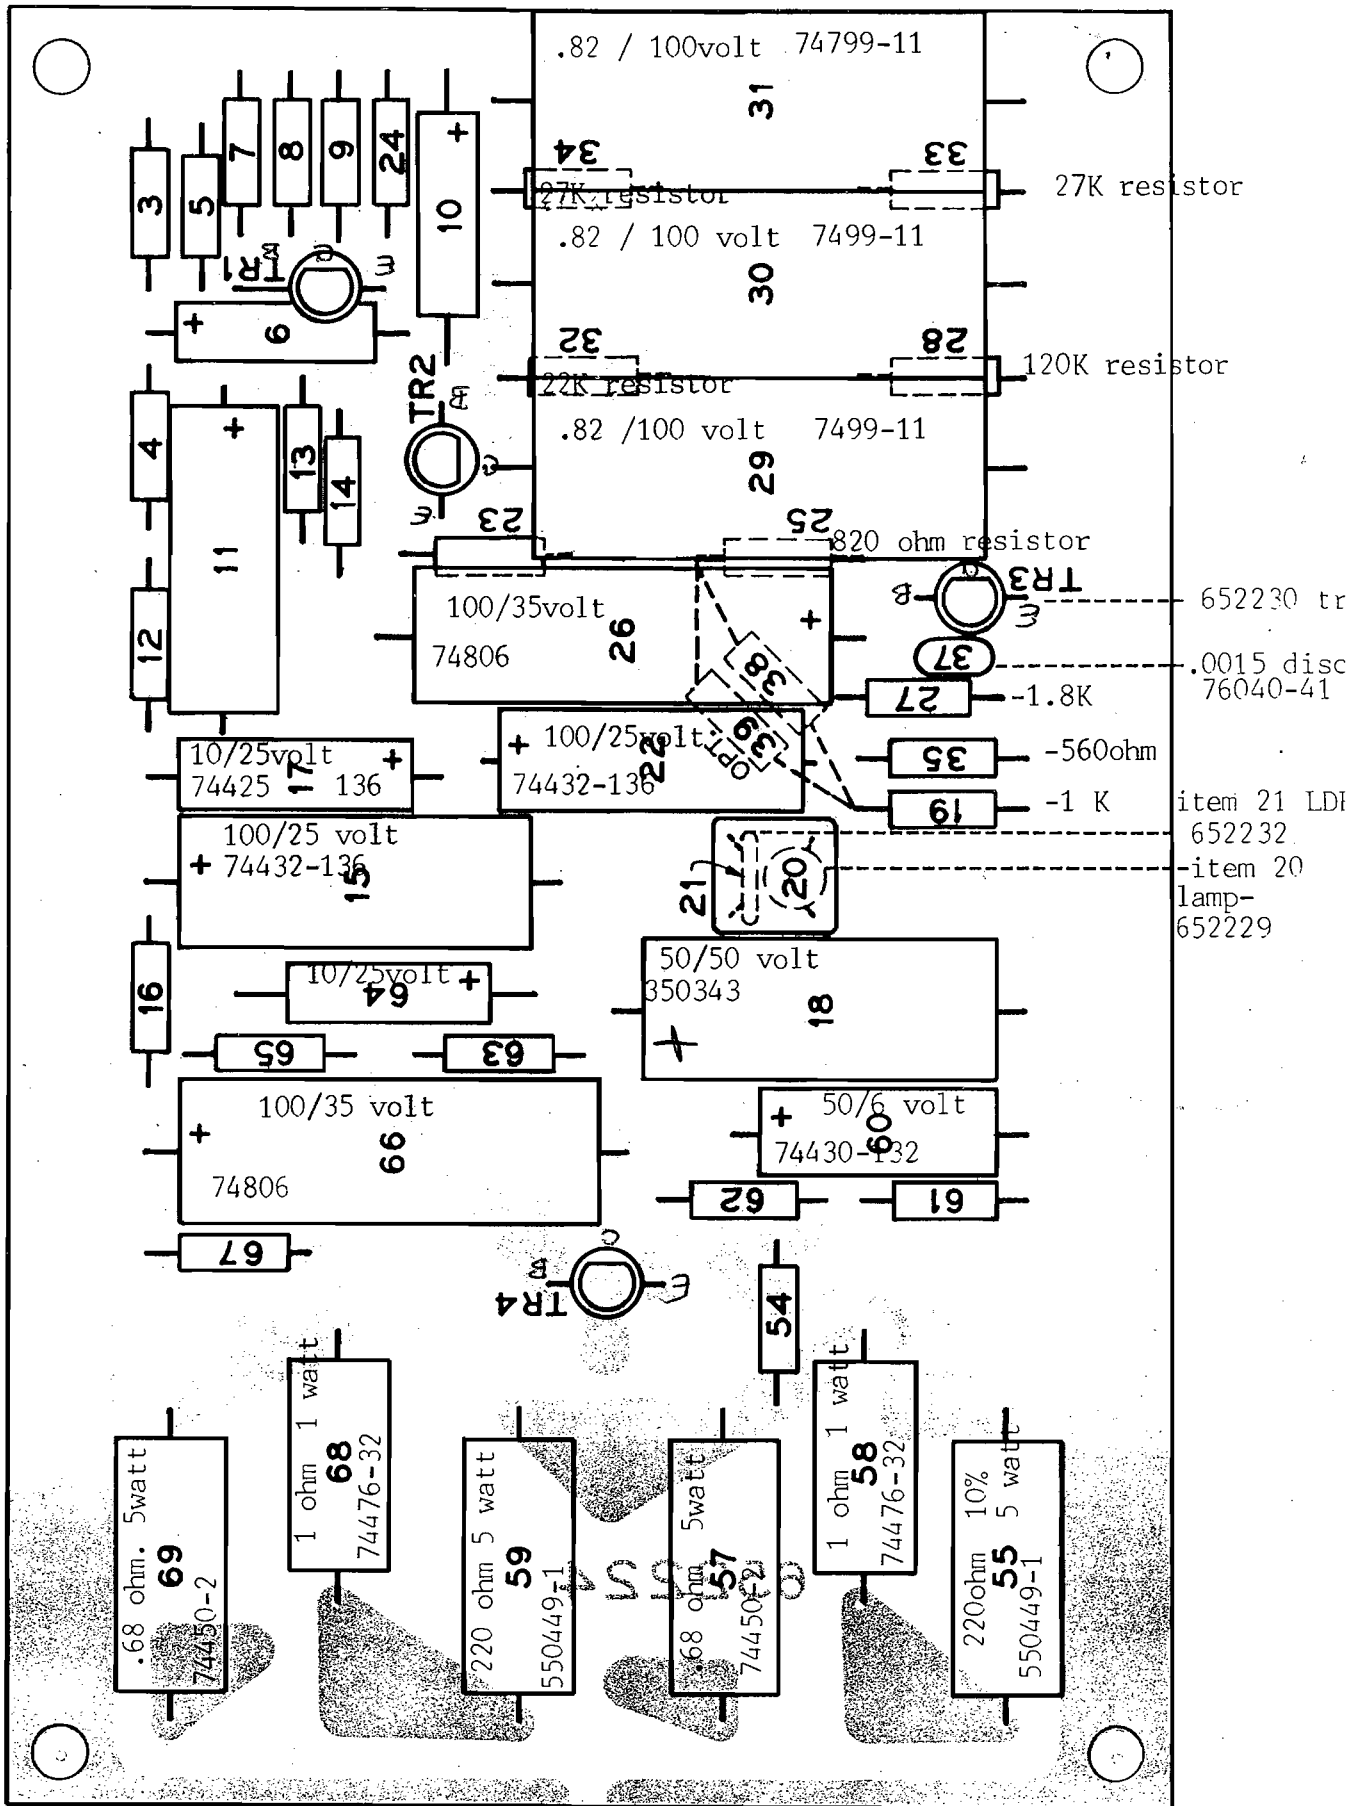 .82 / 100volt 74799-11
31
34
33
27K resistor
27K resistor
.82 / 100 volt 7499-11
30
32
28
22K resistor
120K resistor
.82 /100 volt 7499-11
29
3
5
7
8
9
24
+
10
TR1
B
C
E
+
6
TR2
B
C
E
4
+
11
13
14
12
23
25
820 ohm resistor
100/35volt
74806
26
+
38
39
OPT.
TR3
B
C
E
652230 tr
37
.0015 disc
76040-41
27
-1.8K
35
-560ohm
19
-1 K
10/25volt
74425 136
17
+
+ 100/25volt
74432-136
22
100/25 volt
+ 74432-136
15
21
20
item 21
652232
item 20
lamp-
652229
16
10/25volt
64
+
50/50 volt
350343
18
+
65
63
100/35 volt
+
66
74806
50/6 volt
+
74430-132
60
62
61
67
TR4
B
C
E
54
.68 ohm. 5watt
69
74450-2
1 ohm 1 watt
68
74476-32
220 ohm 5 watt
59
550449-1
.68 ohm 5watt
57
74450-2
1 ohm 1 watt
58
74476-32
220ohm 10%
55 5 watt
550449-1